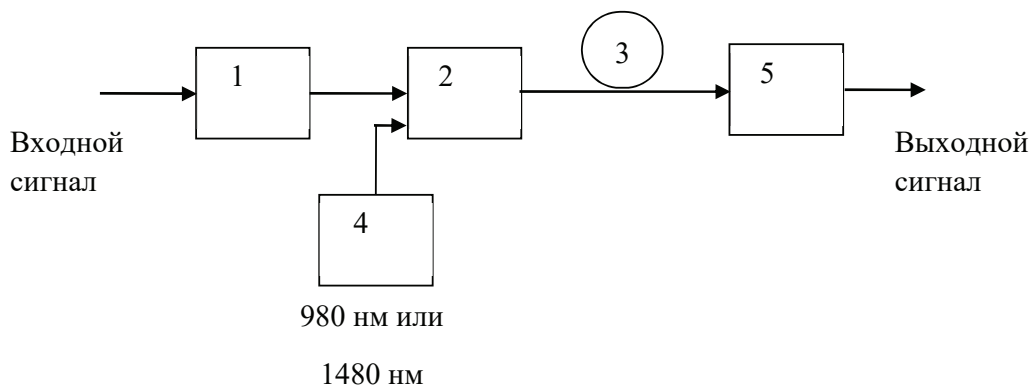 3
1
2
5
Входной
сигнал
Выходной
сигнал
4
980 нм или
1480 нм